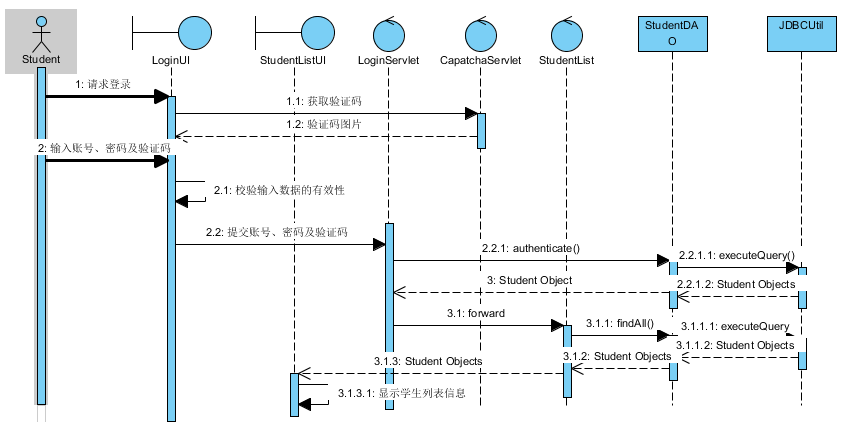 Student
LoginUI
StudentListUI
LoginServlet
CapatchaServlet
StudentList
StudentDA
O
JDBCUtil
1: 请求登录
1.1: 获取验证码
1.2: 验证码图片
2: 输入账号、密码及验证码
2.1: 校验输入数据的有效性
2.2: 提交账号、密码及验证码
2.2.1: authenticate()
2.2.1.1: executeQuery()
2.2.1.2: Student Objects
3: Student Object
3.1: forward
3.1.1: findAll()
3.1.1.1: executeQuery
3.1.1.2: Student Objects
3.1.2: Student Objects
3.1.3: Student Objects
3.1.3.1: 显示学生列表信息